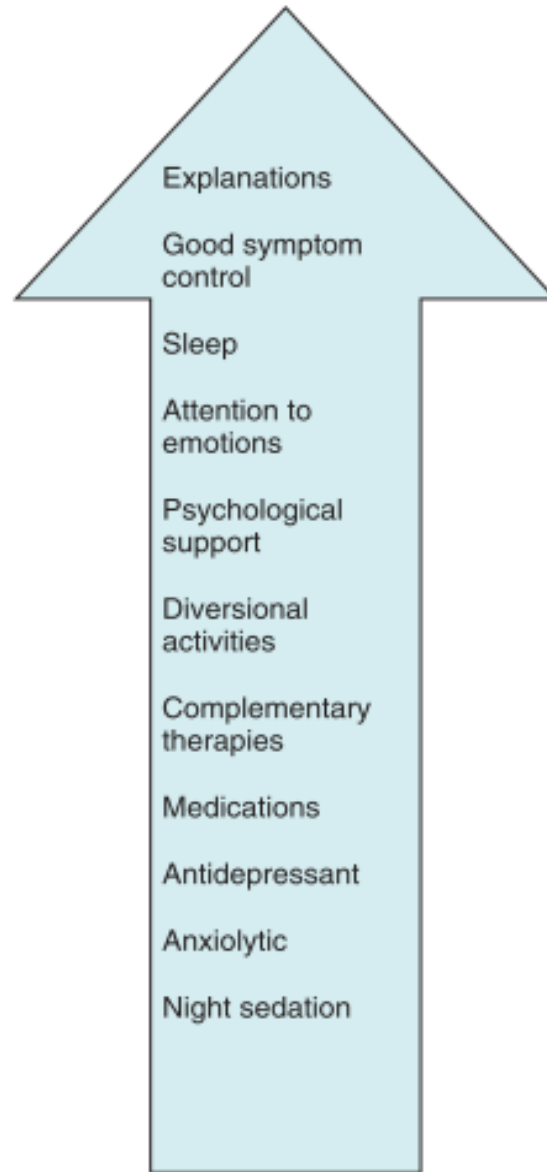 Explanations
Good symptom
control
Sleep
Attention to
emotions
Psychological
support
Diversional
activities
Complementary
therapies
Medications
Antidepressant
Anxiolytic
Night sedation